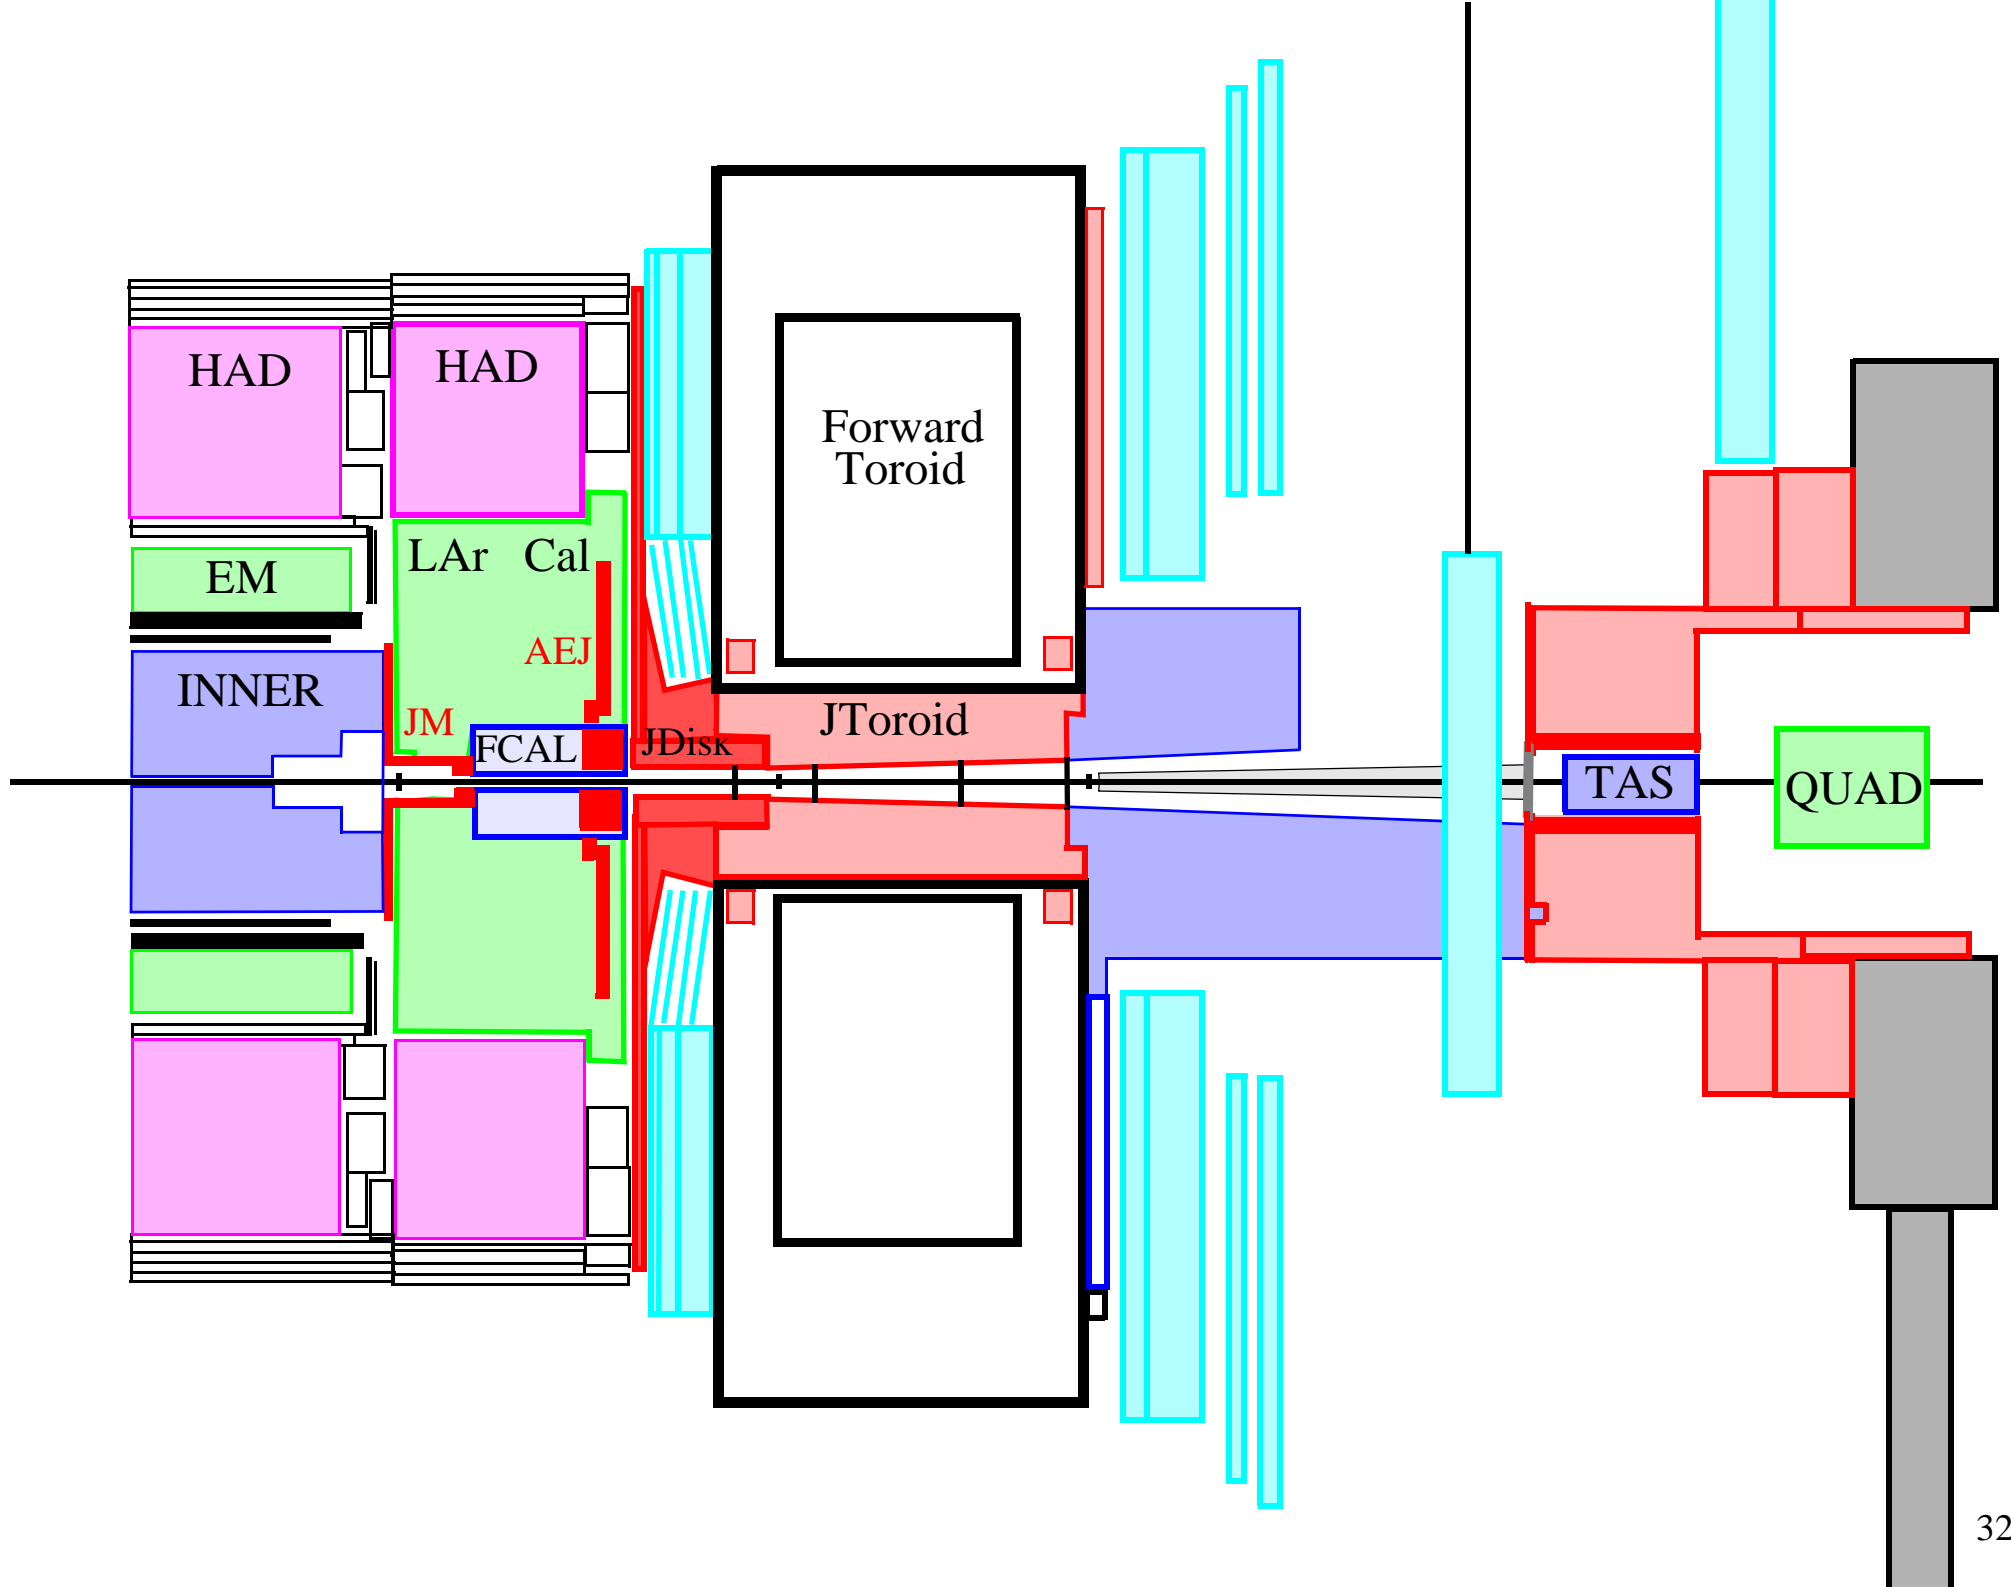 HAD
HAD
Forward
Toroid
LAr Cal
EM
AEJ
INNER
JM
JToroid
FCAL
JDisk
TAS
QUAD
32